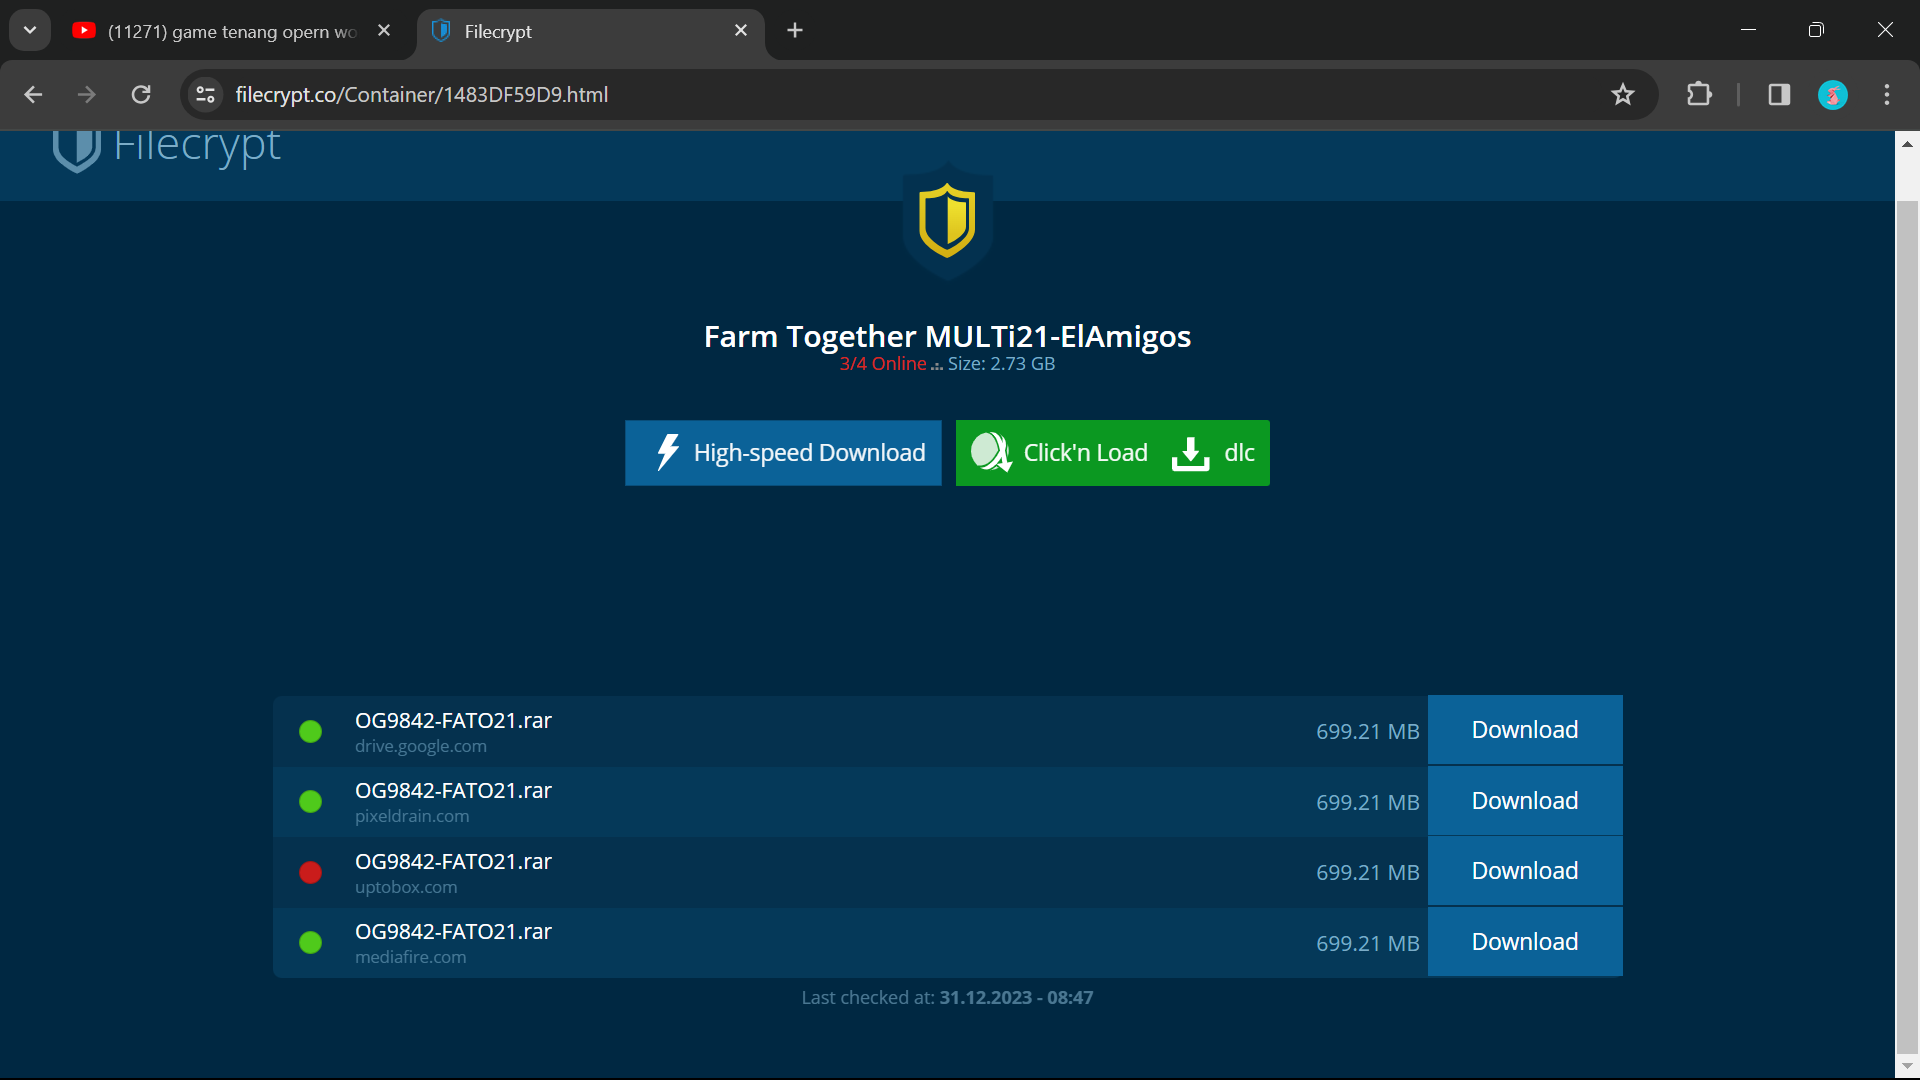 (11271) game tenang opern wo
Filecrypt
filecrypt.co/Container/1483DF59D9.html
Filecrypt
Farm Together MULTi21-ElAmigos
3/4 Online .:. Size: 2.73 GB
High-speed Download
Click'n Load
dlc
OG9842-FATO21.rar
drive.google.com
699.21 MB
Download
OG9842-FATO21.rar
pixeldrain.com
699.21 MB
Download
OG9842-FATO21.rar
uptobox.com
699.21 MB
Download
OG9842-FATO21.rar
mediafire.com
699.21 MB
Download
Last checked at: 31.12.2023 - 08:47